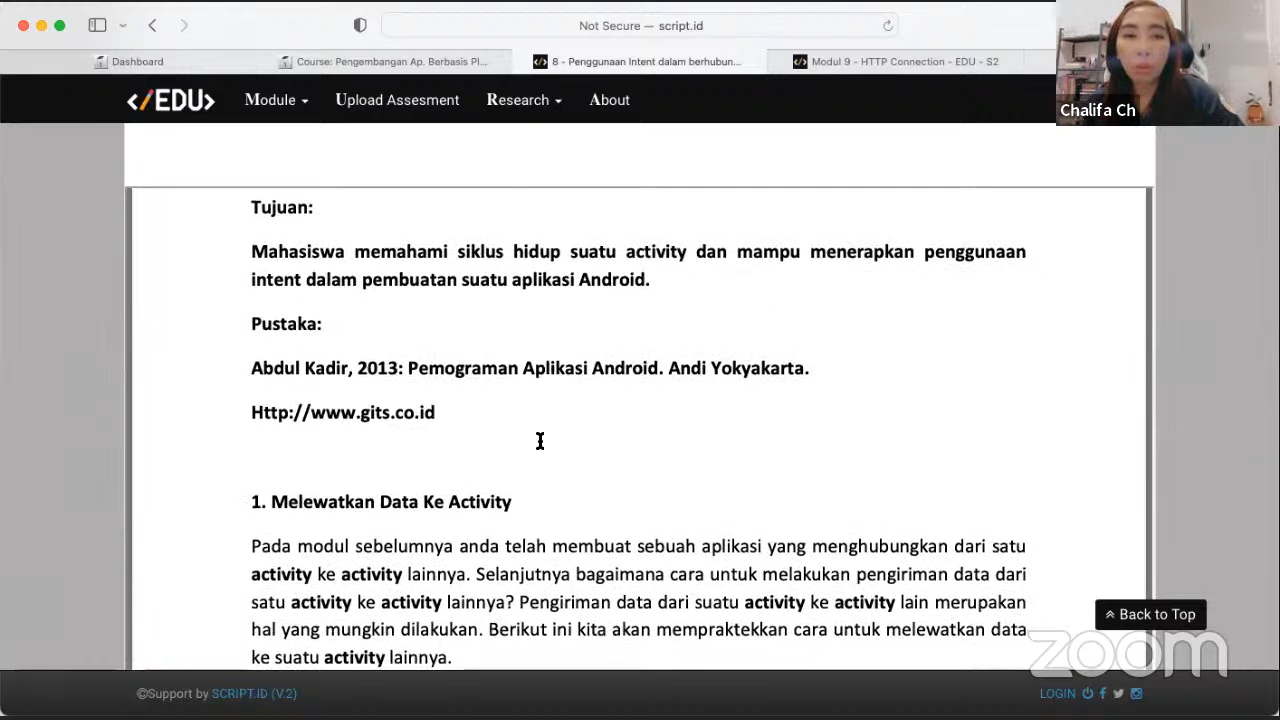 Not Secure — script.id
Dashboard
Course: Pengembangan Ap. Berbasis Pl...
8 - Penggunaan Intent dalam berhubun...
Modul 9 - HTTP Connection - EDU - S2
</EDU>
Module
Upload Assesment
Research
About
Chalifa Ch
Tujuan:
Mahasiswa memahami siklus hidup suatu activity dan mampu menerapkan penggunaan
intent dalam pembuatan suatu aplikasi Android.
Pustaka:
Abdul Kadir, 2013: Pemograman Aplikasi Android. Andi Yokyakarta.
Http://www.gits.co.id
1. Melewatkan Data Ke Activity
Pada modul sebelumnya anda telah membuat sebuah aplikasi yang menghubungkan dari satu
activity ke activity lainnya. Selanjutnya bagaimana cara untuk melakukan pengiriman data dari
satu activity ke activity lainnya? Pengiriman data dari suatu activity ke activity lain merupakan
hal yang mungkin dilakukan. Berikut ini kita akan mempraktekkan cara untuk melewatkan data
ke suatu activity lainnya.
Back to Top
zoom
©Support by SCRIPT.ID (V.2)
LOGIN